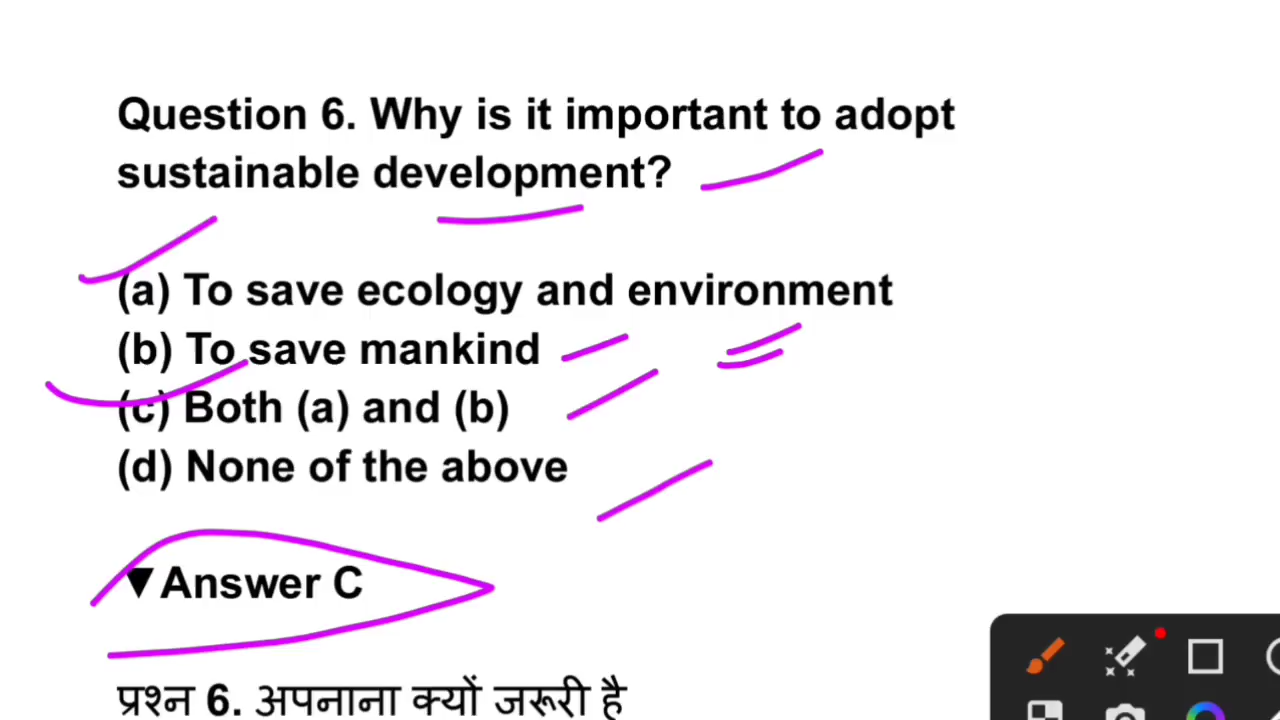 Question 6. Why is it important to adopt
sustainable development?
(a) To save ecology and environment
(b) To save mankind
(c) Both (a) and (b)
(d) None of the above
▼Answer C
प्रश्न 6. अपनाना क्यों जरूरी है